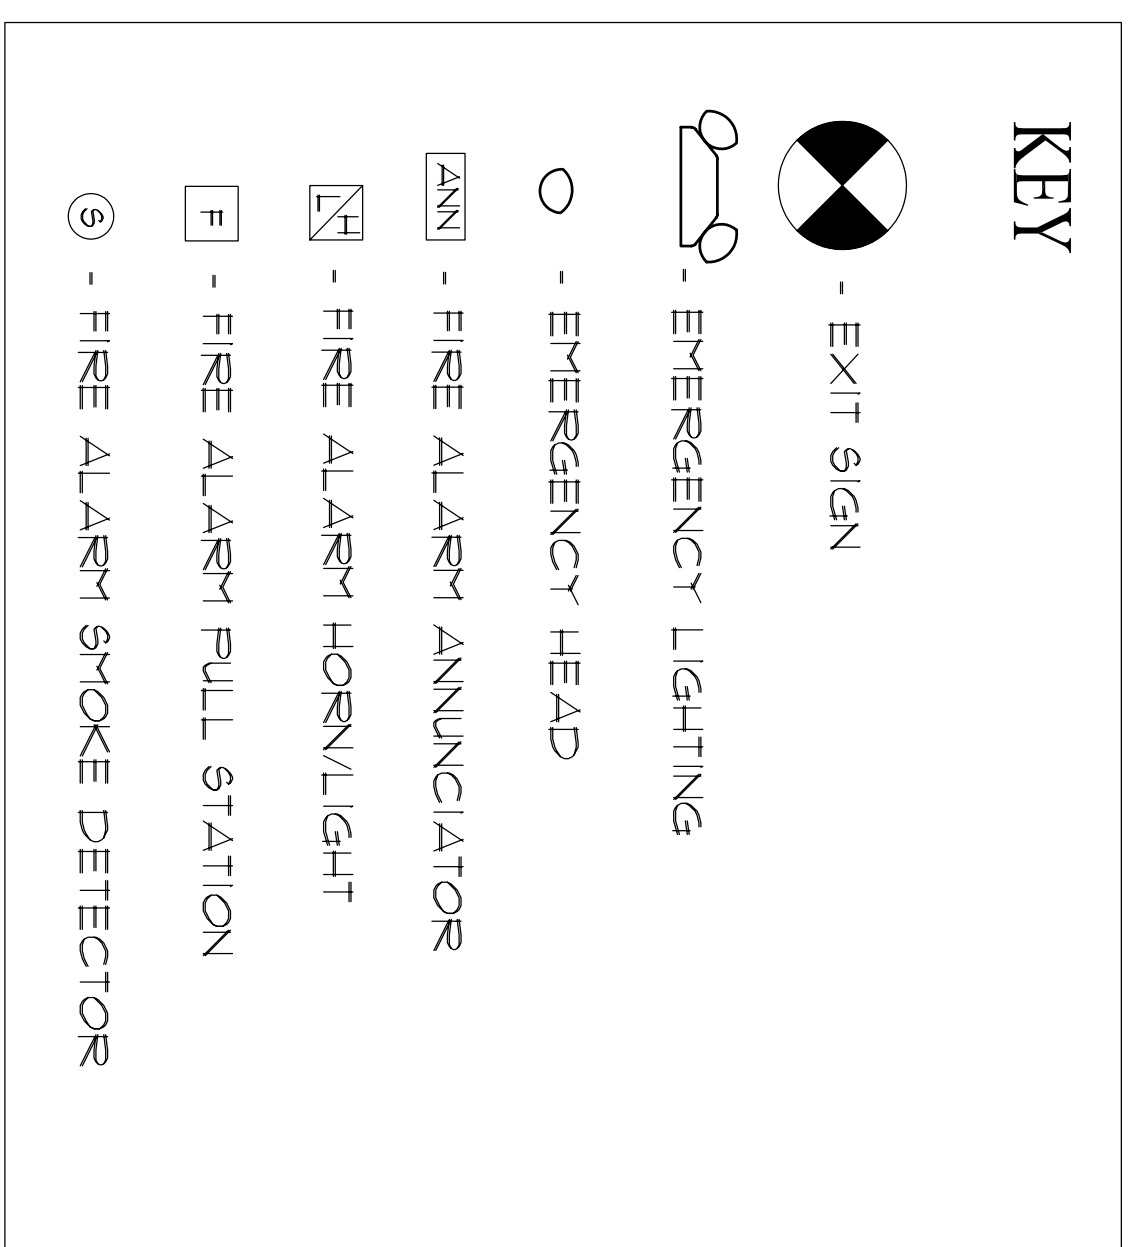 KEY
- EXIT SIGN
- EMERGENCY LIGHTING
- EMERGENCY HEAD
ANN - FIRE ALARM ANNUNCIATOR
L/H - FIRE ALARM HORN/LIGHT
F - FIRE ALARM PULL STATION
S - FIRE ALARM SMOKE DETECTOR